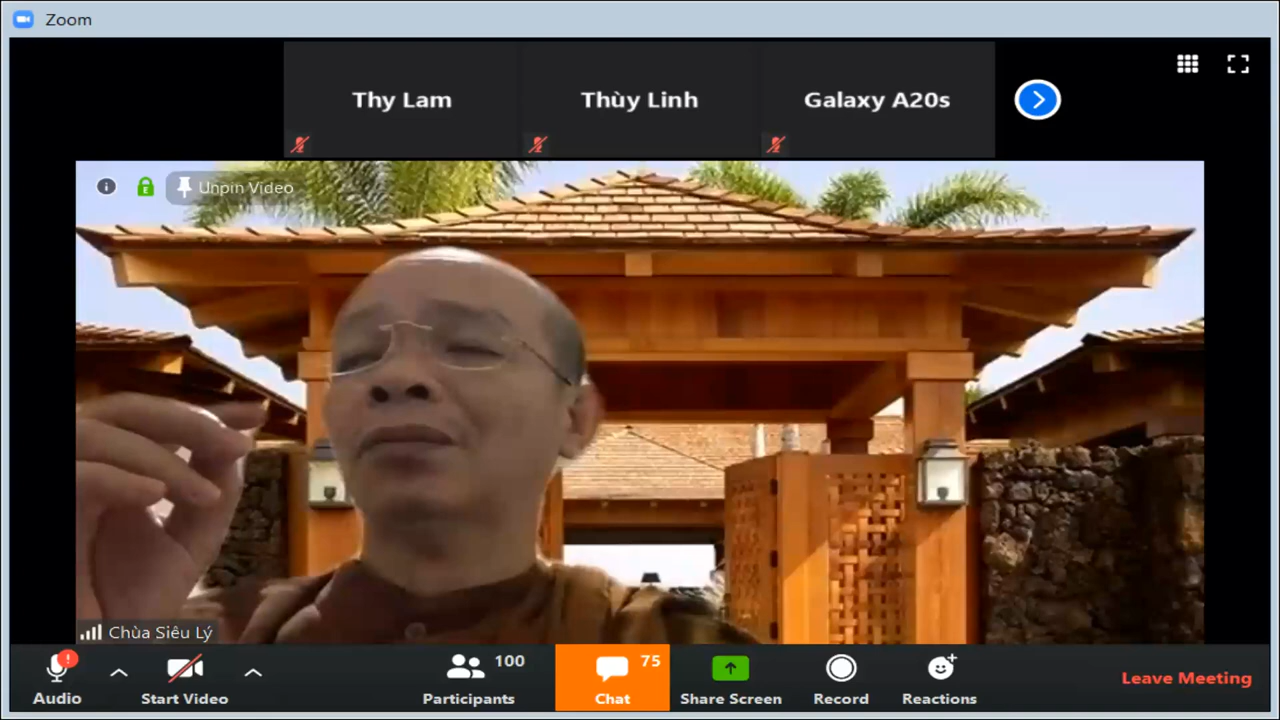 Zoom
Thy Lam
Thùy Linh
Galaxy A20s
Unpin Video
Chùa Siêu Lý
100
75
Audio
Start Video
Participants
Chat
Share Screen
Record
Reactions
Leave Meeting